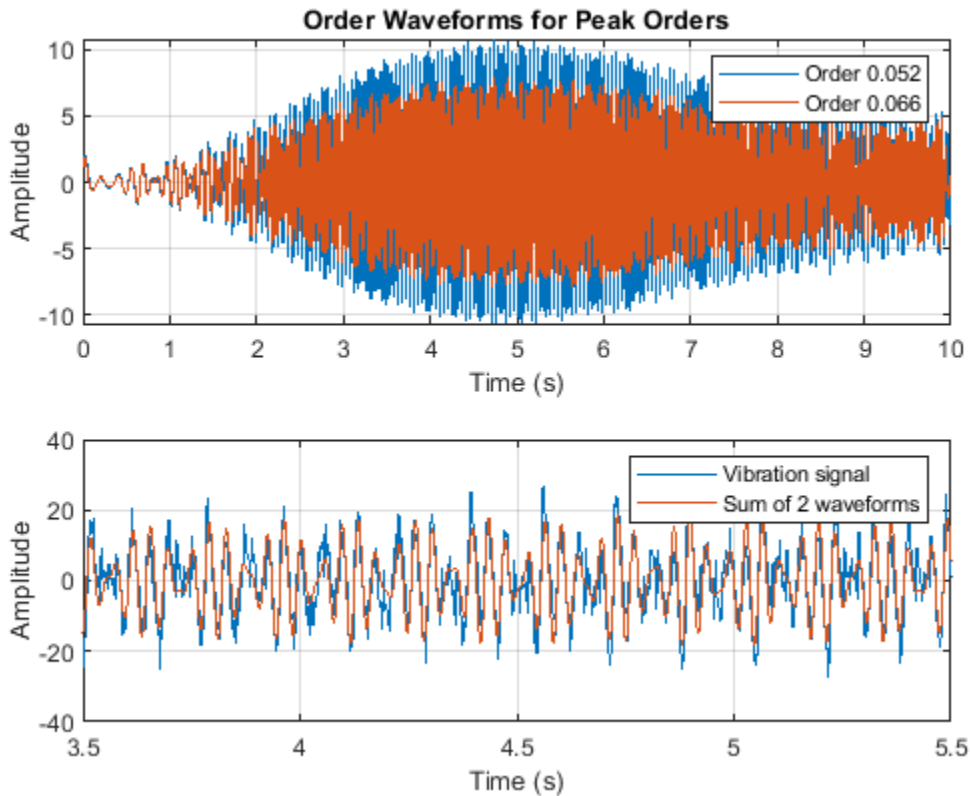 Order Waveforms for Peak Orders
10
5
0
-5
-10
Amplitude
Order 0.052
Order 0.066
0 1 2 3 4 5 6 7 8 9 10
Time (s)
40
20
0
-20
-40
Amplitude
Vibration signal
Sum of 2 waveforms
3.5 4 4.5 5 5.5
Time (s)